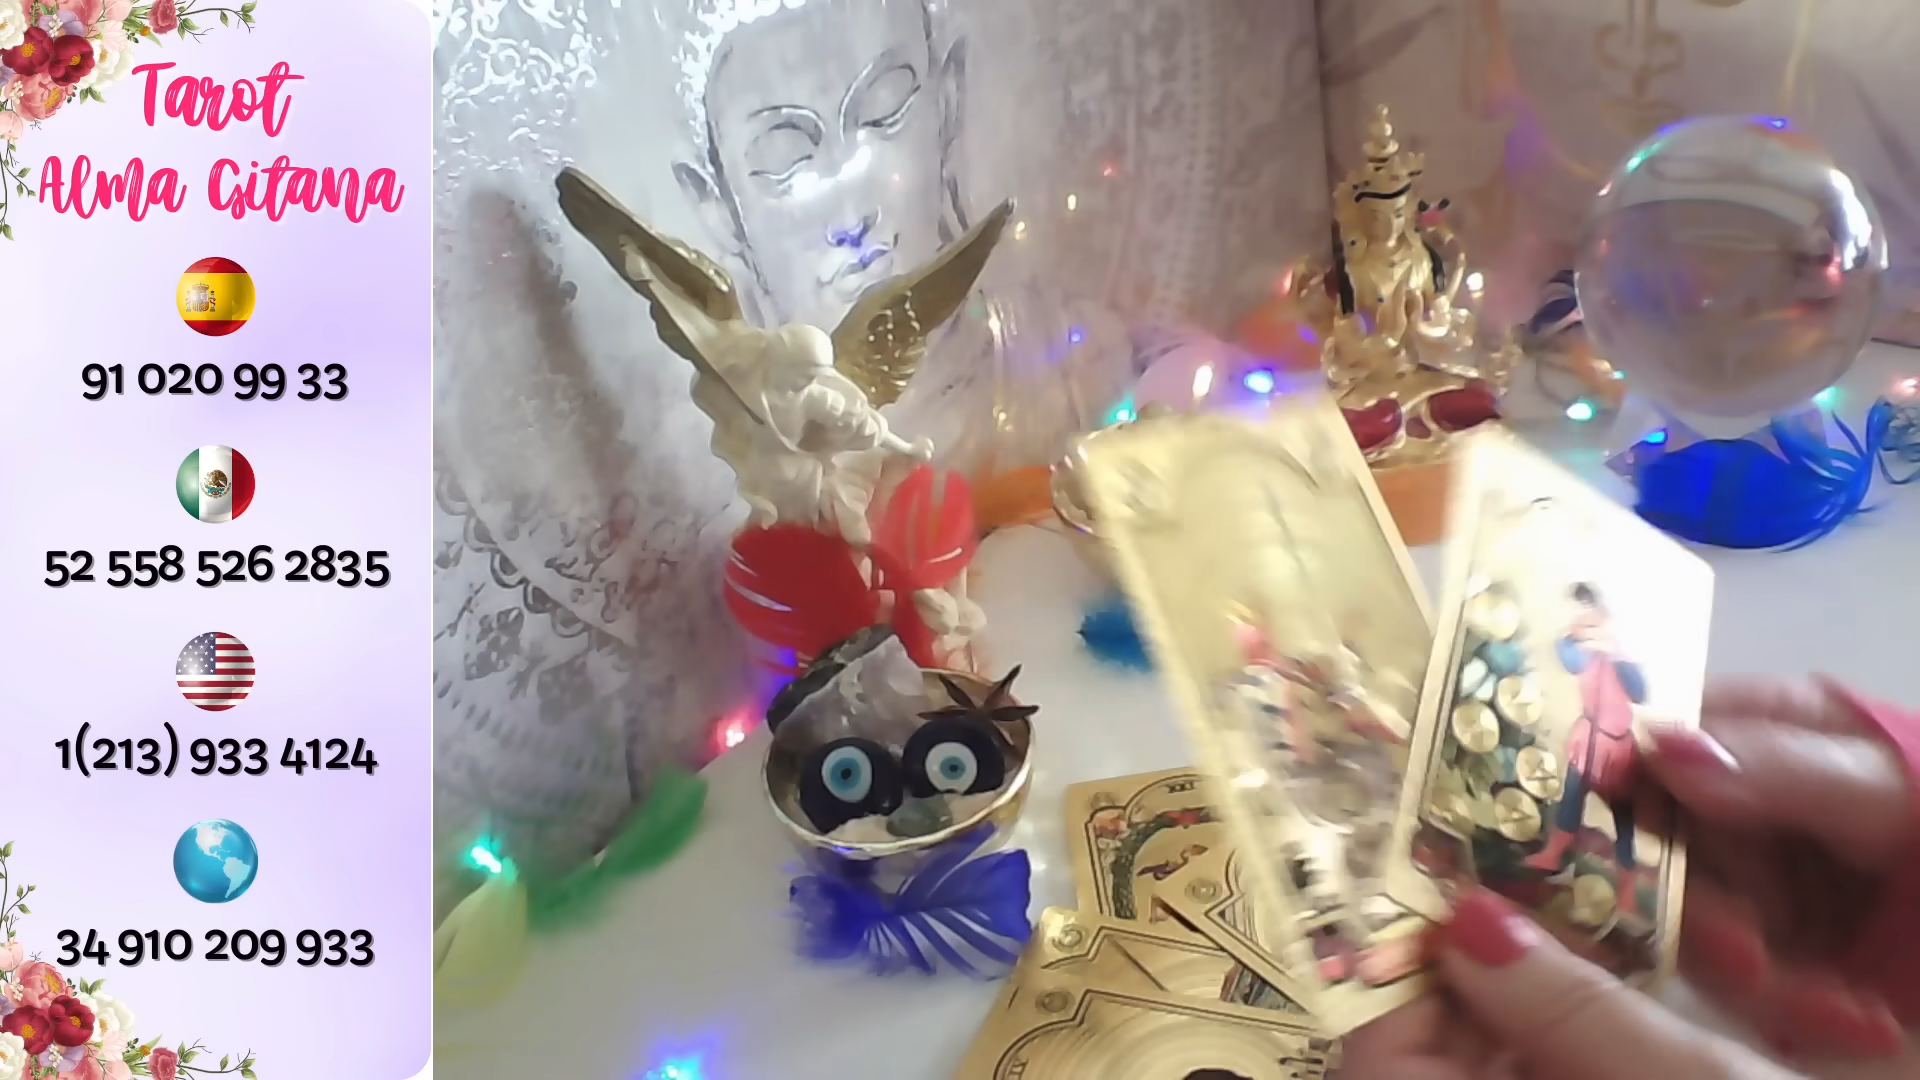 Tarot
Alma Gitana
91 020 99 33
52 558 526 2835
1(213) 933 4124
34 910 209 933
XXI